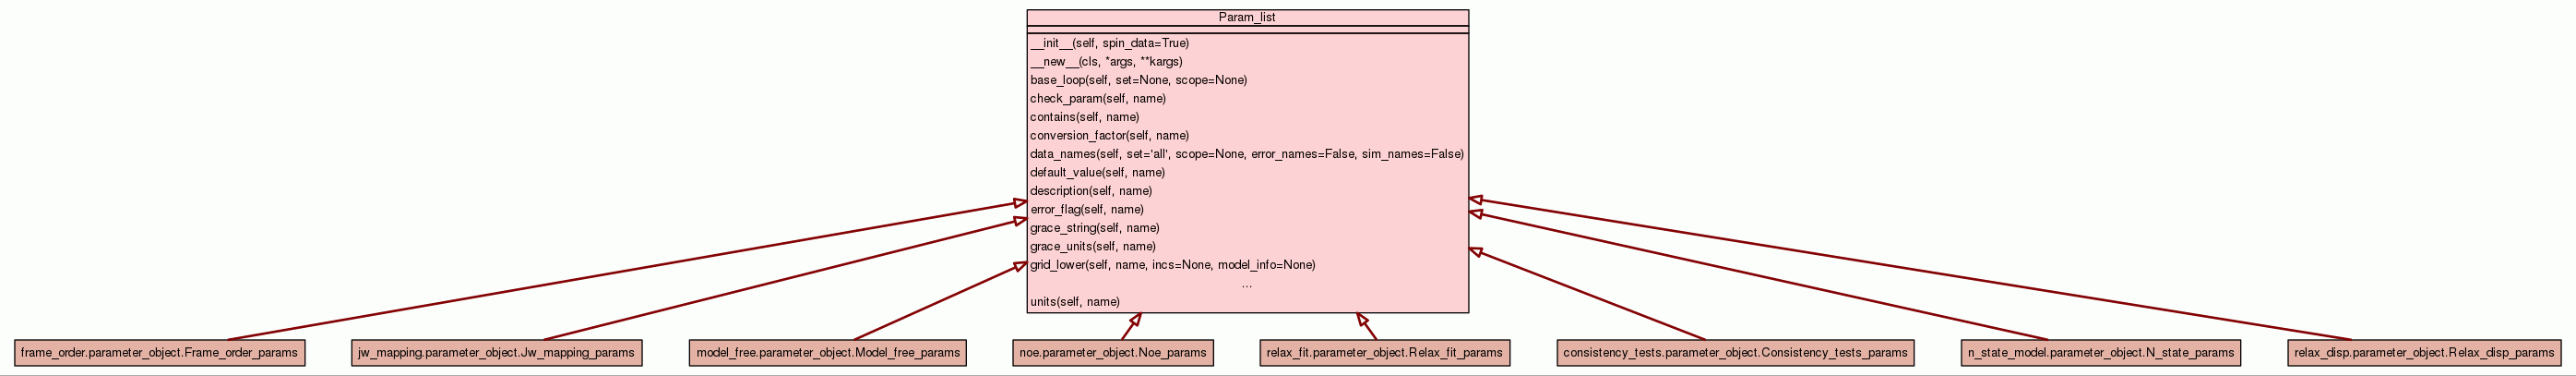 Param_list
__init__(self, spin_data=True)
__new__(cls, *args, **kargs)
base_loop(self, set=None, scope=None)
check_param(self, name)
contains(self, name)
conversion_factor(self, name)
data_names(self, set='all', scope=None, error_names=False, sim_names=False)
default_value(self, name)
description(self, name)
error_flag(self, name)
grace_string(self, name)
grace_units(self, name)
grid_lower(self, name, incs=None, model_info=None)
...
units(self, name)
frame_order.parameter_object.Frame_order_params
jw_mapping.parameter_object.Jw_mapping_params
model_free.parameter_object.Model_free_params
noe.parameter_object.Noe_params
relax_fit.parameter_object.Relax_fit_params
consistency_tests.parameter_object.Consistency_tests_params
n_state_model.parameter_object.N_state_params
relax_disp.parameter_object.Relax_disp_params